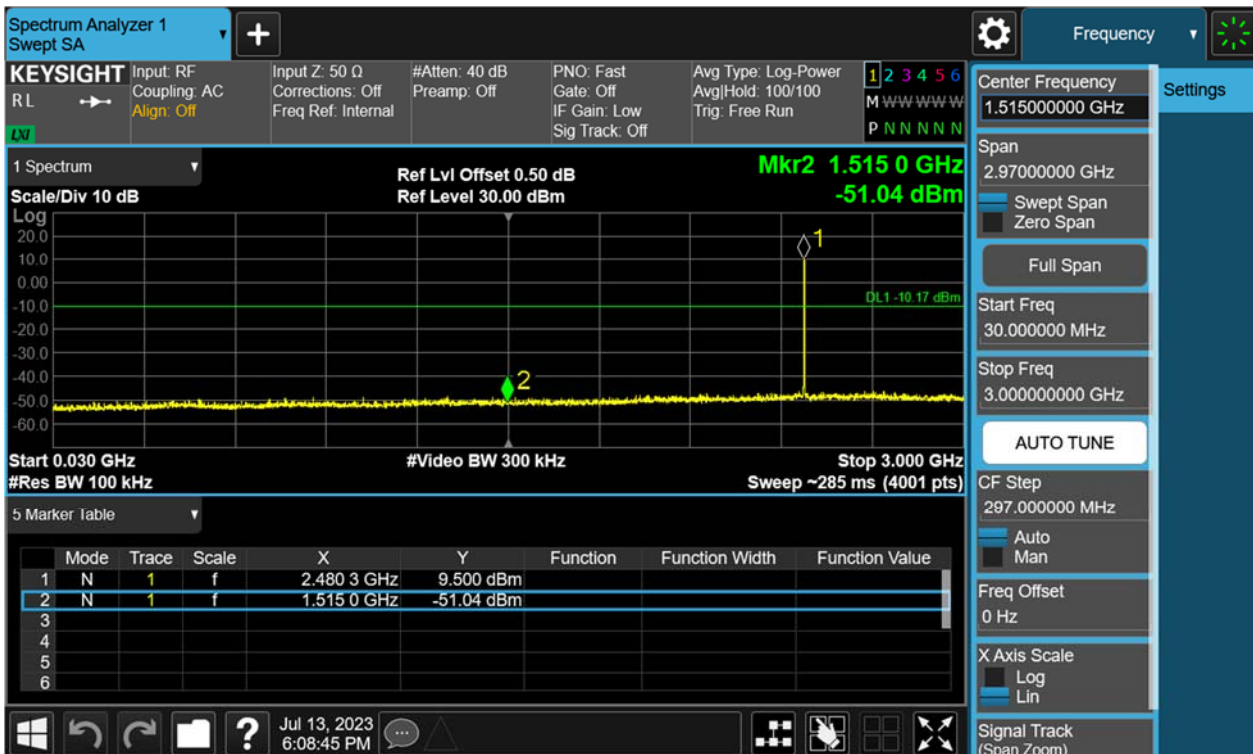 Spectrum Analyzer 1
Swept SA
+
Frequency
KEYSIGHT
RL
LXI
Input: RF
Coupling: AC
Align: Off
Input Z: 50 Ω
Corrections: Off
Freq Ref: Internal
#Atten: 40 dB
Preamp: Off
PNO: Fast
Gate: Off
IF Gain: Low
Sig Track: Off
Avg Type: Log-Power
Avg|Hold: 100/100
Trig: Free Run
1 2 3 4 5 6
M W W W W W
P N N N N N
1 Spectrum
Scale/Div 10 dB
Ref Lvl Offset 0.50 dB
Ref Level 30.00 dBm
Mkr2 1.515 0 GHz
-51.04 dBm
Log
20.0
10.0
0.00
-10.0
-20.0
-30.0
-40.0
-50.0
-60.0
1
DL1 -10.17 dBm
2
Start 0.030 GHz
#Res BW 100 kHz
#Video BW 300 kHz
Stop 3.000 GHz
Sweep ~285 ms (4001 pts)
5 Marker Table
Mode Trace Scale X Y Function Function Width Function Value
1 N 1 f 2.480 3 GHz 9.500 dBm
2 N 1 f 1.515 0 GHz -51.04 dBm
3
4
5
6
Center Frequency
1.515000000 GHz
Span
2.97000000 GHz
Swept Span
Zero Span
Full Span
Start Freq
30.000000 MHz
Stop Freq
3.000000000 GHz
AUTO TUNE
CF Step
297.000000 MHz
Auto
Man
Freq Offset
0 Hz
X Axis Scale
Log
Lin
Signal Track
(Span Zoom)
Settings
?
Jul 13, 2023
6:08:45 PM